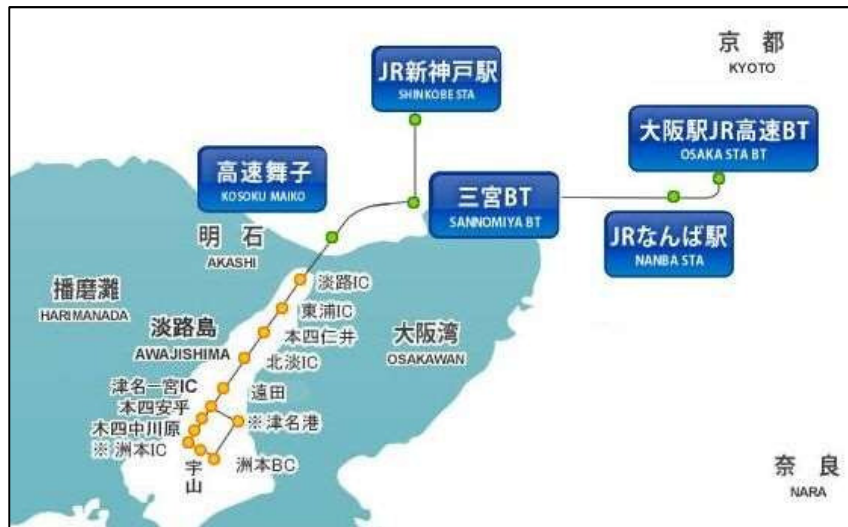 京 都
KYOTO
JR新神戸駅
SHINKOBE STA
大阪駅JR高速BT
OSAKA STA BT
高速舞子
KOSOKU MAIKO
三宮BT
SANNOMIYA BT
JRなんば駅
NANBA STA
明 石
AKASHI
播磨灘
HARIMANADA
淡路IC
東浦IC
淡路島
AWAJISHIMA
本四仁井
大阪湾
OSAKAWAN
北淡IC
津名一宮IC
遠田
本四安平
※津名港
木四中川原
※洲本IC
宇山
洲本BC
奈 良
NARA